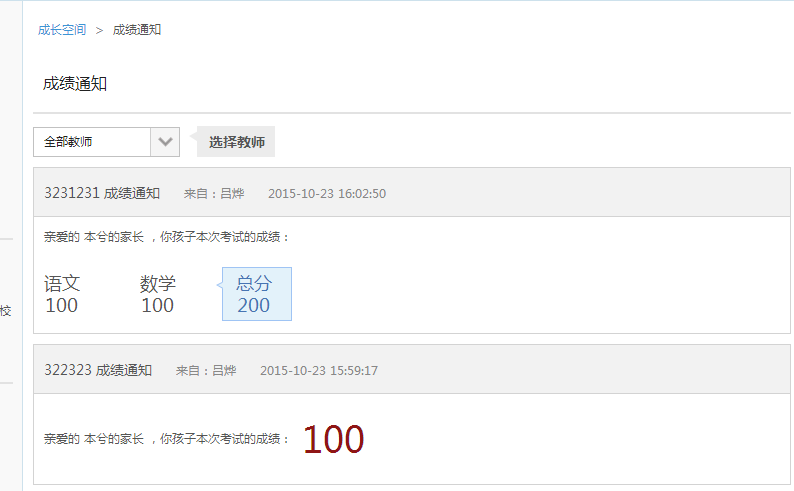 成长空间 > 成绩通知
成绩通知
全部教师 选择教师
3231231 成绩通知 来自：吕烨 2015-10-23 16:02:50
亲爱的 本兮的家长 ，你孩子本次考试的成绩：
语文 数学 总分
100 100 200
校
322323 成绩通知 来自：吕烨 2015-10-23 15:59:17
亲爱的 本兮的家长 ，你孩子本次考试的成绩： 100